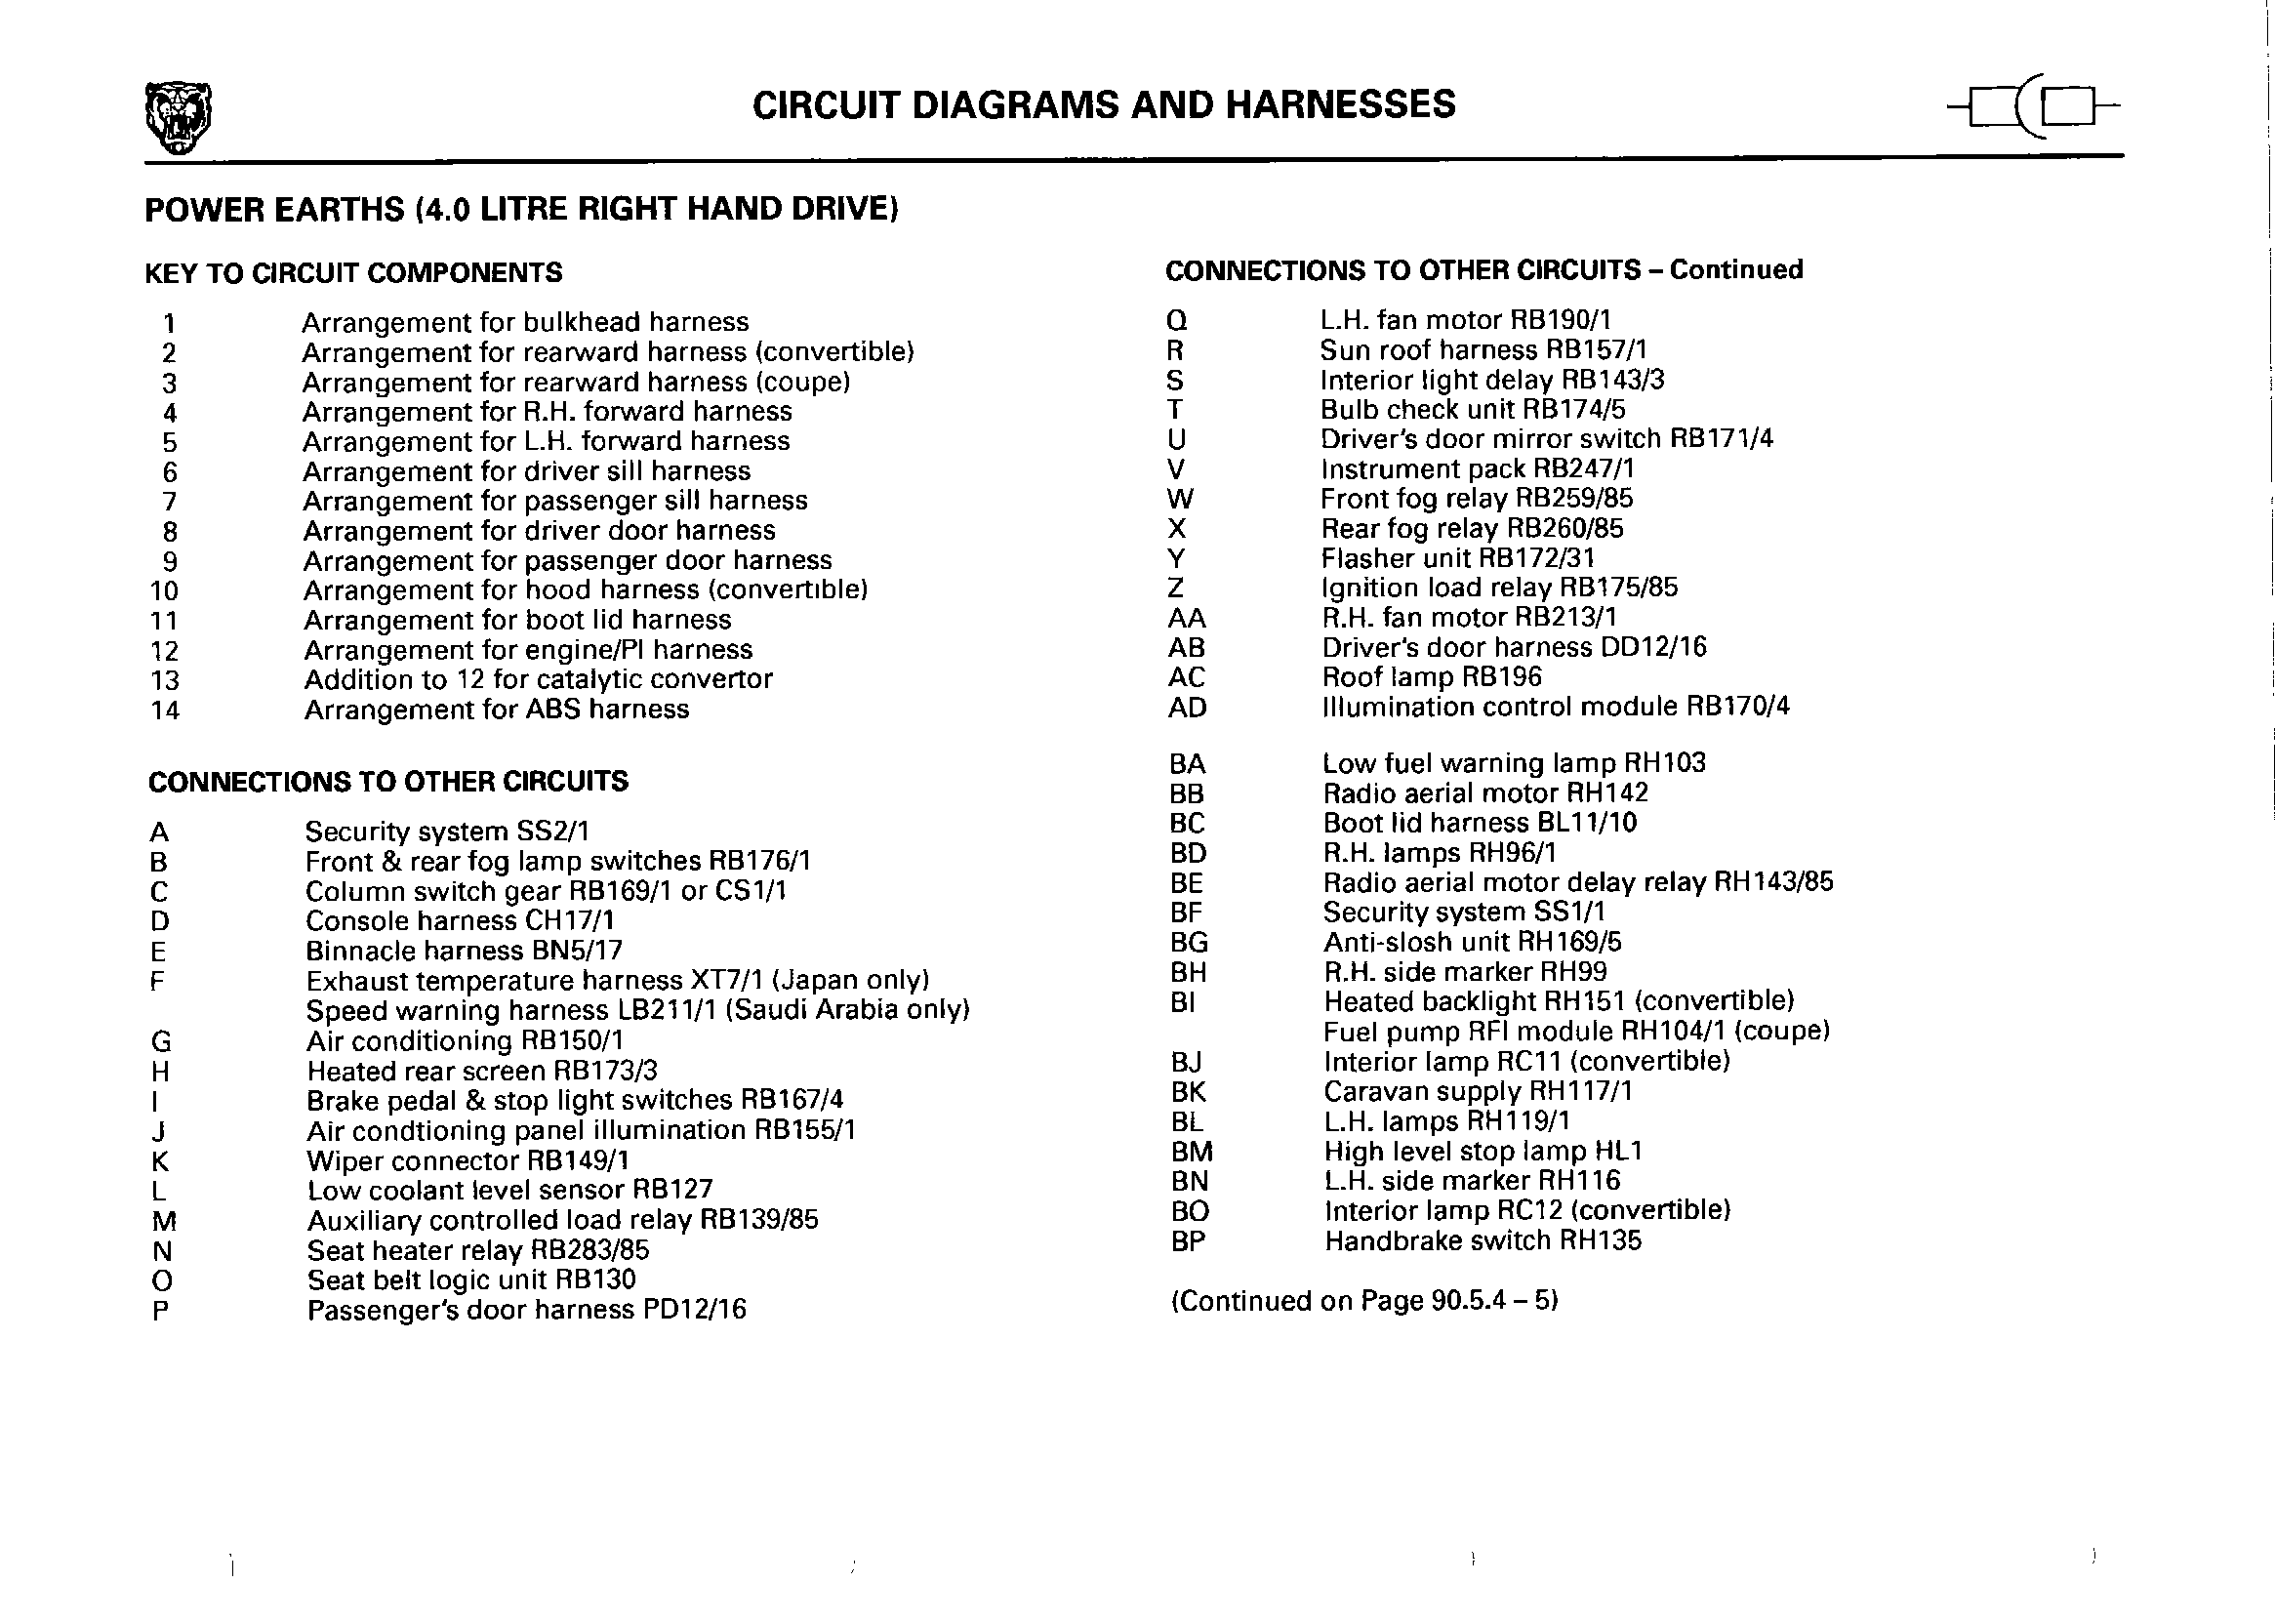 CIRCUIT DIAGRAMS AND HARNESSES
POWER EARTHS (4.0 LITRE RIGHT HAND DRIVE)
KEY TO CIRCUIT COMPONENTS
1 Arrangement for bulkhead harness
2 Arrangement for rearward harness (convertible)
3 Arrangement for rearward harness (coupe)
4 Arrangement for R.H. forward harness
5 Arrangement for L.H. forward harness
6 Arrangement for driver sill harness
7 Arrangement for passenger sill harness
8 Arrangement for driver door harness
9 Arrangement for passenger door harness
10 Arrangement for hood harness (convertible)
11 Arrangement for boot lid harness
12 Arrangement for engine/PI harness
13 Addition to 12 for catalytic convertor
14 Arrangement for ABS harness
CONNECTIONS TO OTHER CIRCUITS
A Security system SS2/1
B Front & rear fog lamp switches RB176/1
C Column switch gear RB169/1 or CS1/1
D Console harness CH17/1
E Binnacle harness BN5/17
F Exhaust temperature harness XT7/1 (Japan only)
Speed warning harness LB211/1 (Saudi Arabia only)
G Air conditioning RB150/1
H Heated rear screen RB173/3
I Brake pedal & stop light switches RB167/4
J Air condtioning panel illumination RB155/1
K Wiper connector RB149/1
L Low coolant level sensor RB127
M Auxiliary controlled load relay RB139/85
N Seat heater relay RB283/85
O Seat belt logic unit RB130
P Passenger's door harness PD12/16
CONNECTIONS TO OTHER CIRCUITS – Continued
Q L.H. fan motor RB190/1
R Sun roof harness RB157/1
S Interior light delay RB143/3
T Bulb check unit RB174/5
U Driver's door mirror switch RB171/4
V Instrument pack RB247/1
W Front fog relay RB259/85
X Rear fog relay RB260/85
Y Flasher unit RB172/31
Z Ignition load relay RB175/85
AA R.H. fan motor RB213/1
AB Driver's door harness DD12/16
AC Roof lamp RB196
AD Illumination control module RB170/4
BA Low fuel warning lamp RH103
BB Radio aerial motor RH142
BC Boot lid harness BL11/10
BD R.H. lamps RH96/1
BE Radio aerial motor delay relay RH143/85
BF Security system SS1/1
BG Anti-slosh unit RH169/5
BH R.H. side marker RH99
BI Heated backlight RH151 (convertible)
Fuel pump RFI module RH104/1 (coupe)
BJ Interior lamp RC11 (convertible)
BK Caravan supply RH117/1
BL L.H. lamps RH119/1
BM High level stop lamp HL1
BN L.H. side marker RH116
BO Interior lamp RC12 (convertible)
BP Handbrake switch RH135
(Continued on Page 90.5.4 – 5)